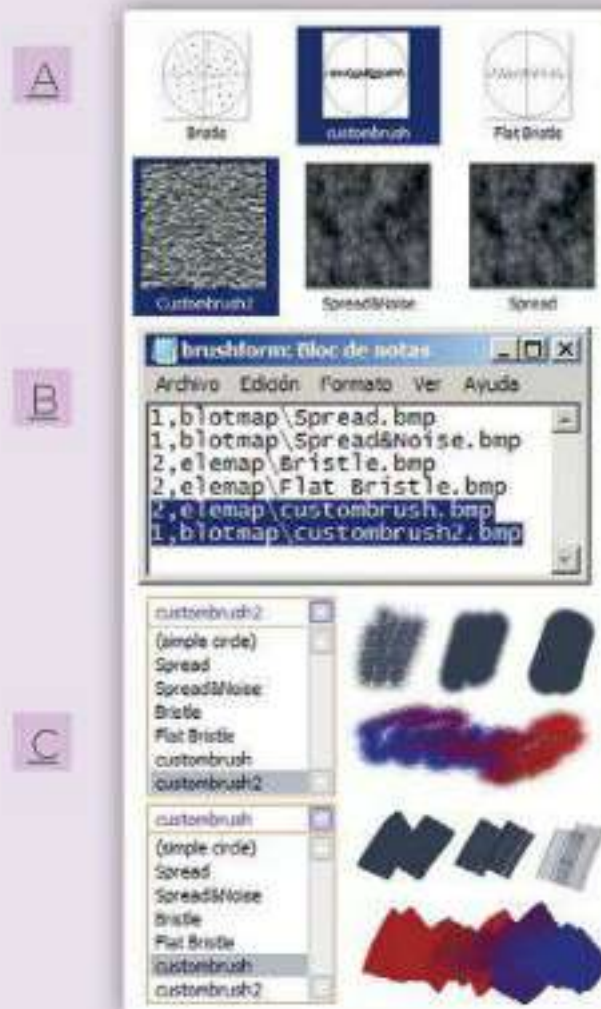 A
Bristle custombrush Flat Bristle
Custombrush2 Spread&Noise Spread
B
brushform: Bloc de notas
Archivo Edición Formato Ver Ayuda
1,blotmap\Spread.bmp
1,blotmap\Spread&Noise.bmp
2,elemap\Bristle.bmp
2,elemap\Flat Bristle.bmp
2,elemap\custombrush.bmp
1,blotmap\custombrush2.bmp
C
custombrush2
(simple circle)
Spread
Spread&Noise
Bristle
Flat Bristle
custombrush
custombrush2
custombrush
(simple circle)
Spread
Spread&Noise
Bristle
Flat Bristle
custombrush
custombrush2